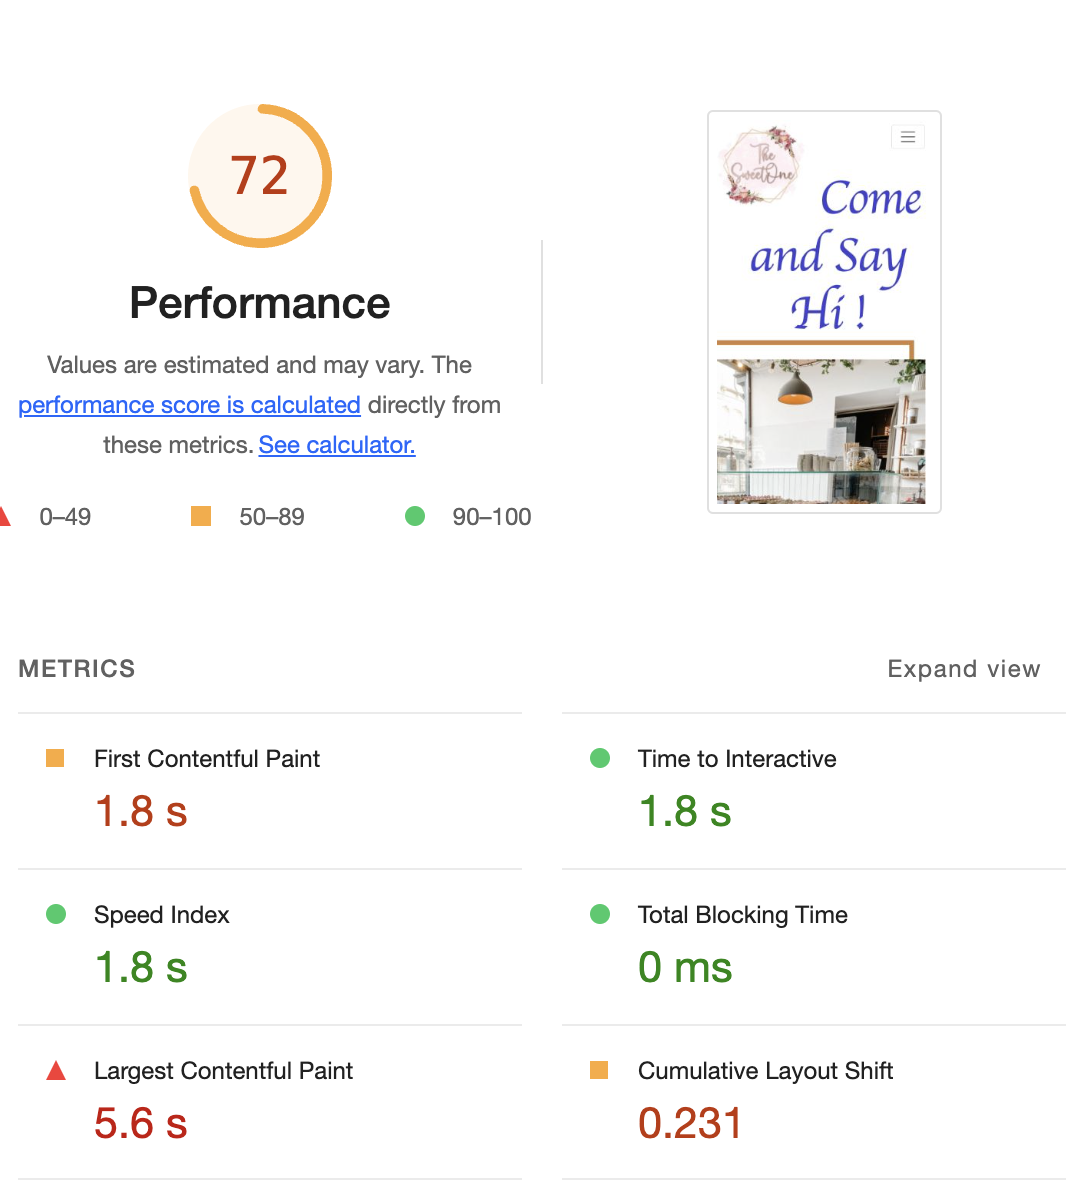 72
Performance
Values are estimated and may vary. The
performance score is calculated directly from
these metrics. See calculator.
0–49
50–89
90–100
The
SweetOne
Come
and Say
Hi !
METRICS
Expand view
First Contentful Paint
1.8 s
Time to Interactive
1.8 s
Speed Index
1.8 s
Total Blocking Time
0 ms
Largest Contentful Paint
5.6 s
Cumulative Layout Shift
0.231